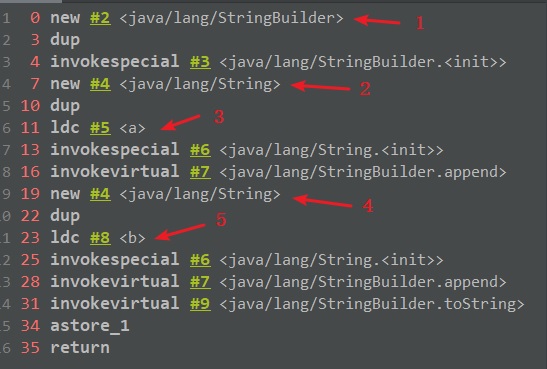 1 0 new #2 <java/lang/StringBuilder> 1
2 3 dup
3 4 invokespecial #3 <java/lang/StringBuilder.<init>>
4 7 new #4 <java/lang/String> 2
5 10 dup
6 11 ldc #5 <a> 3
7 13 invokespecial #6 <java/lang/String.<init>>
8 16 invokevirtual #7 <java/lang/StringBuilder.append>
9 19 new #4 <java/lang/String> 4
0 22 dup
1 23 ldc #8 <b> 5
2 25 invokespecial #6 <java/lang/String.<init>>
3 28 invokevirtual #7 <java/lang/StringBuilder.append>
4 31 invokevirtual #9 <java/lang/StringBuilder.toString>
5 34 astore_1
6 35 return